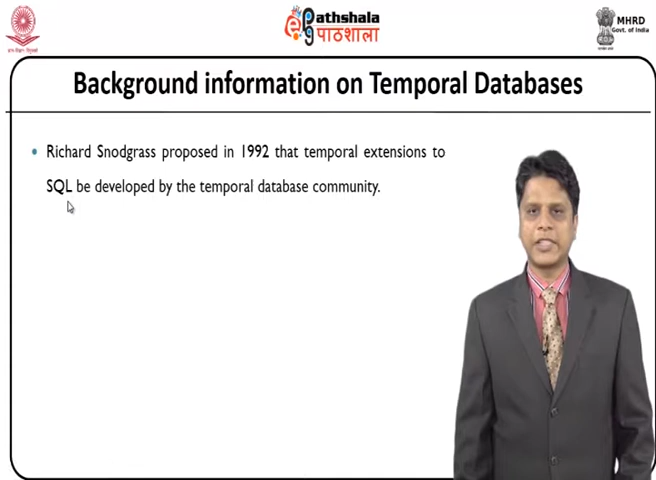 Pathshala
पाठशाला
MHRD
Govt. of India
Background information on Temporal Databases
Richard Snodgrass proposed in 1992 that temporal extensions to
SQL be developed by the temporal database community.